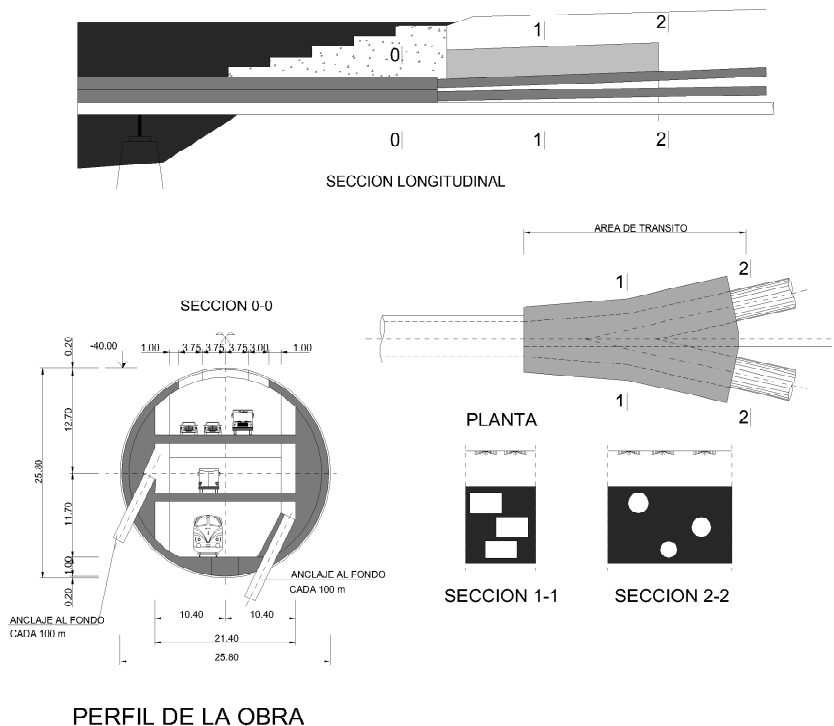 0
1
2
0
1
2
SECCION LONGITUDINAL
AREA DE TRANSITO
1
2
SECCION 0-0
0.20
-40.00
1.00
3.75
3.75
3.75
3.00
1.00
12.70
25.80
11.70
1.00
0.20
1
2
PLANTA
ANCLAJE AL FONDO
CADA 100 m
ANCLAJE AL FONDO
CADA 100 m
10.40
10.40
21.40
25.80
SECCION 1-1
SECCION 2-2
PERFIL DE LA OBRA